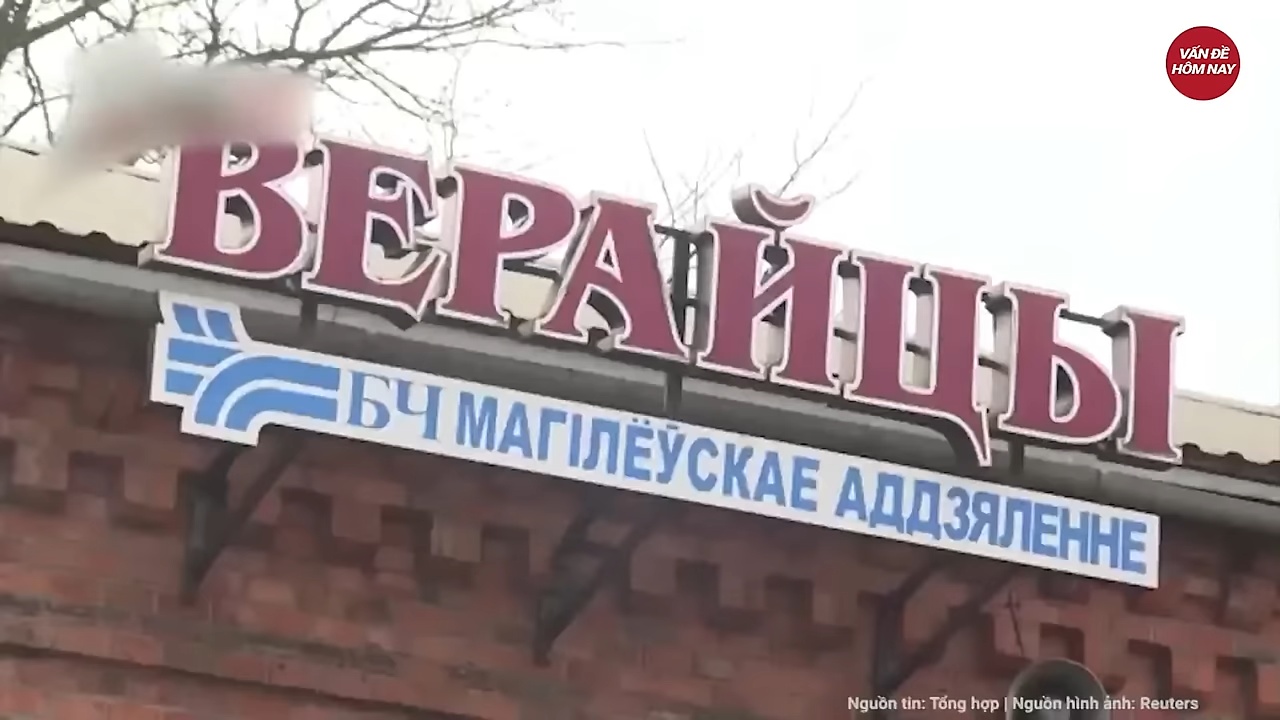 VẤN ĐỀ
HÔM NAY
ВЕРАЙЦЫ
БЧ МАГІЛЁЎСКАЕ АДДЗЯЛЕННЕ
Nguồn tin: Tổng hợp | Nguồn hình ảnh: Reuters